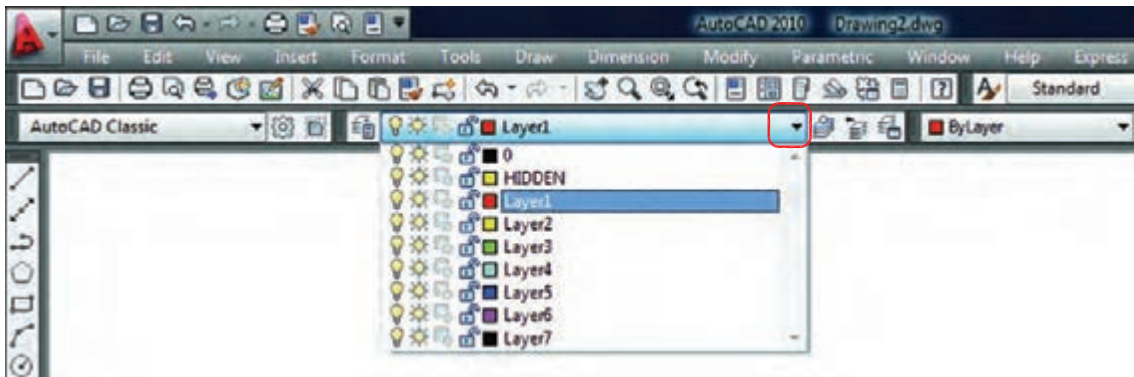 AutoCAD 2010 Drawing2.dwg
File Edit View Insert Format Tools Draw Dimension Modify Parametric Window Help Express
Standard
AutoCAD Classic Layer1 ByLayer
0
HIDDEN
Layer1
Layer2
Layer3
Layer4
Layer5
Layer6
Layer7